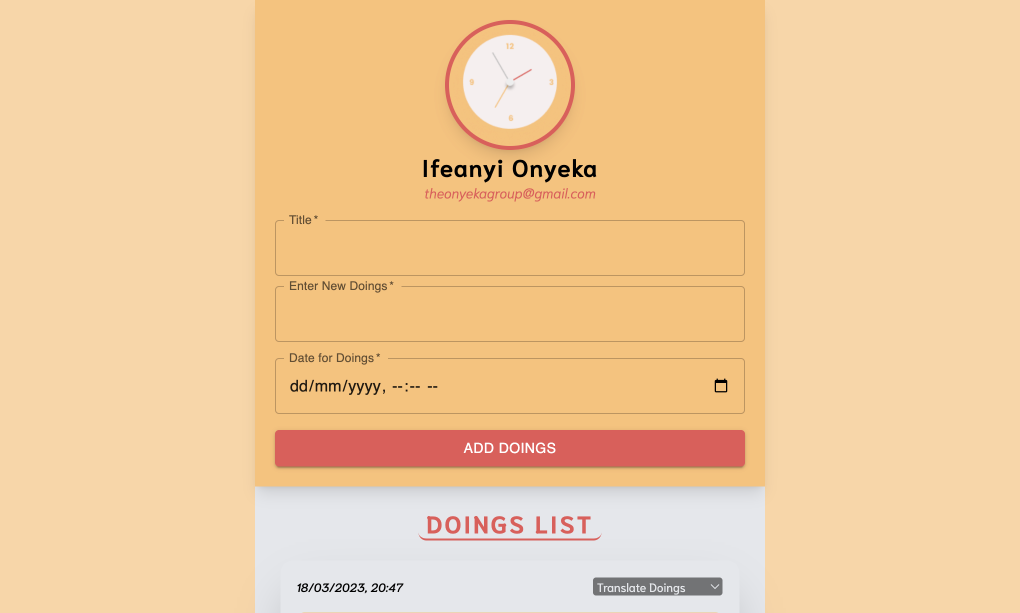 12
9 3
6
Ifeanyi Onyeka
theonyekagroup@gmail.com
Title *
Enter New Doings *
Date for Doings *
dd/mm/yyyy, --:-- --
ADD DOINGS
DOINGS LIST
18/03/2023, 20:47 Translate Doings